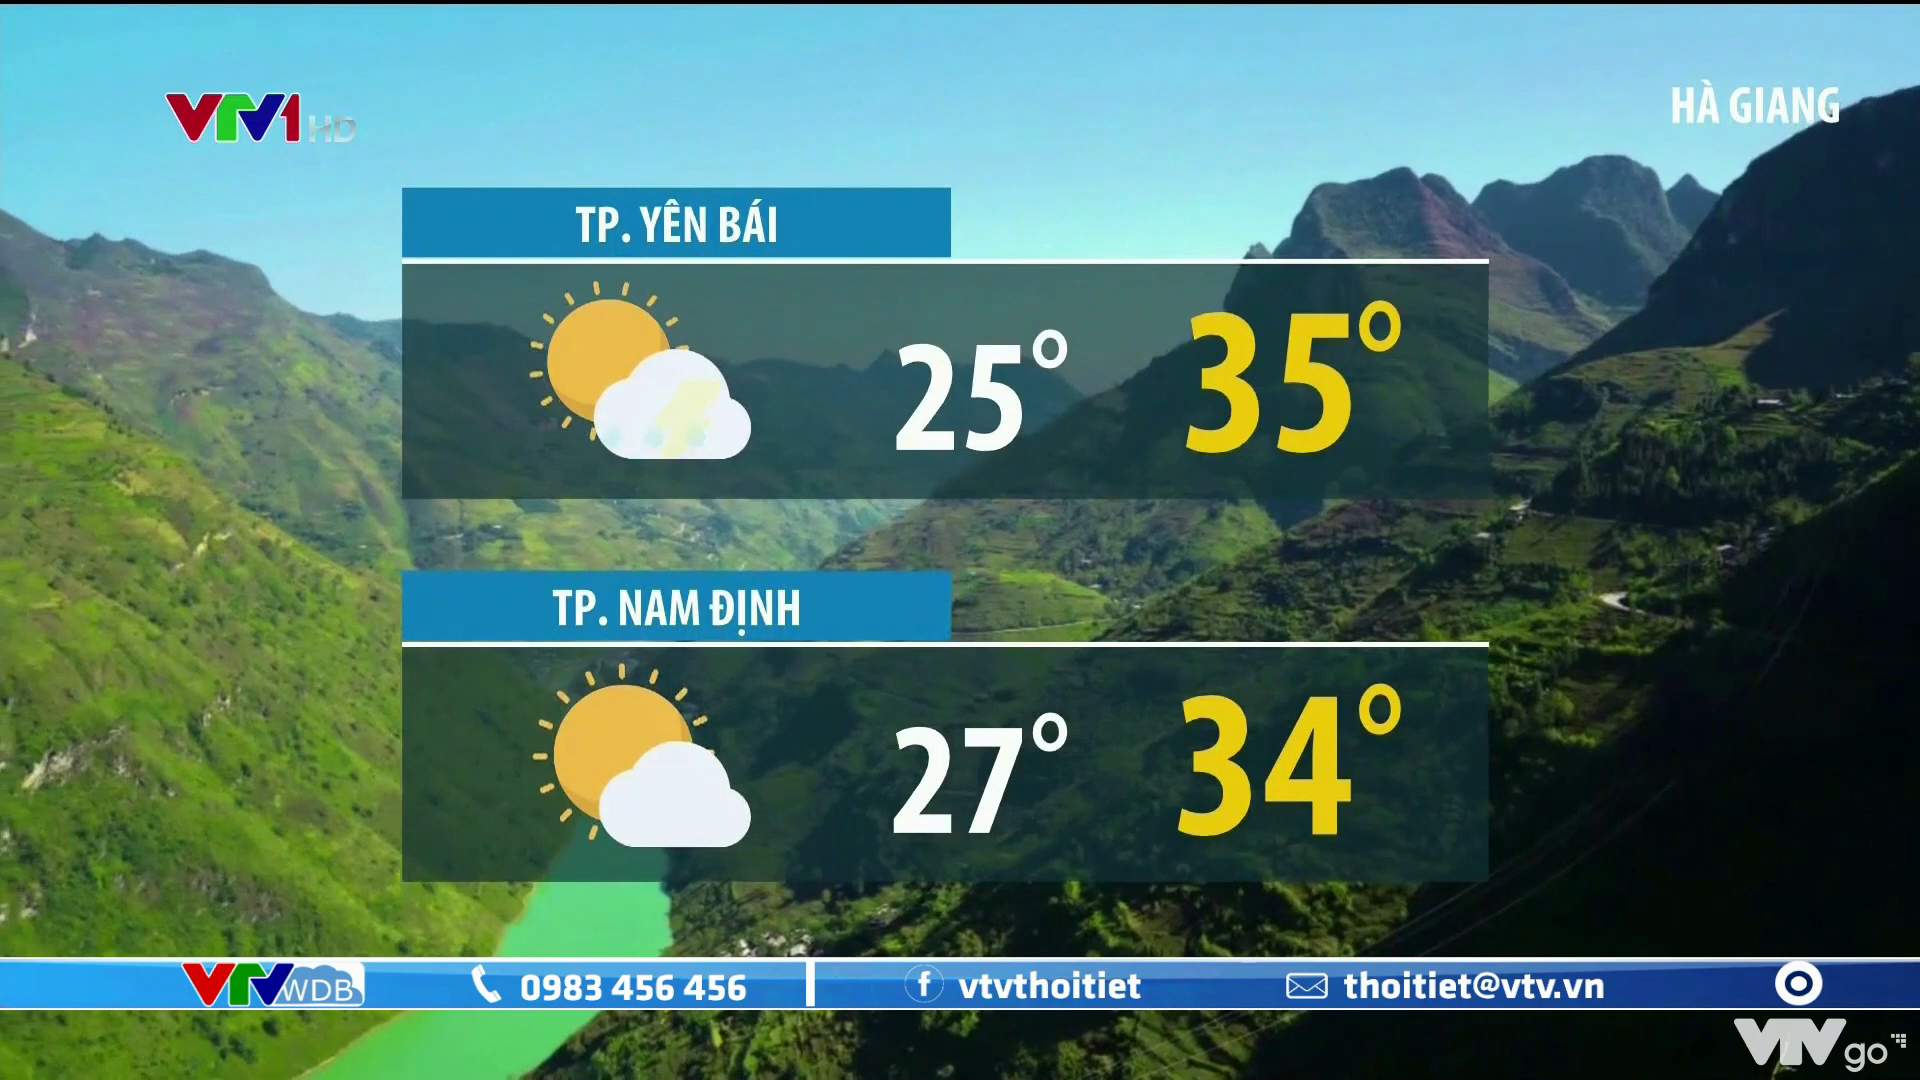 VTV1 HD
HÀ GIANG
TP. YÊN BÁI
25° 35°
TP. NAM ĐỊNH
27° 34°
VTV WDB 0983 456 456 vtvthoitiet thoitiet@vtv.vn
VTV go